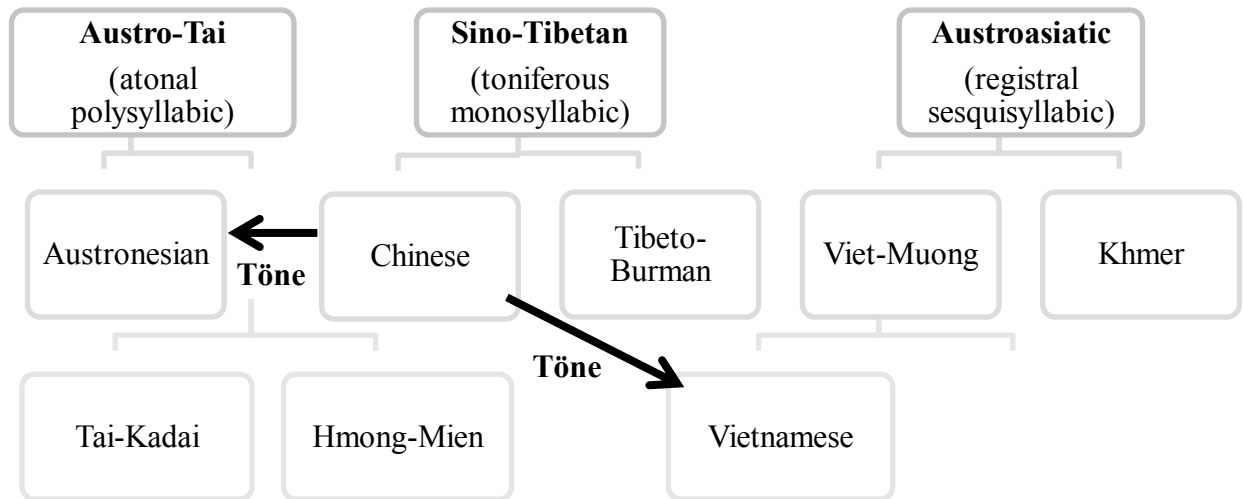 Austro-Tai
(atonal
polysyllabic)
Sino-Tibetan
(toniferous
monosyllabic)
Austroasiatic
(registral
sesquisyllabic)
Austronesian
Töne
Chinese
Tibeto-
Burman
Viet-Muong
Khmer
Töne
Tai-Kadai
Hmong-Mien
Vietnamese